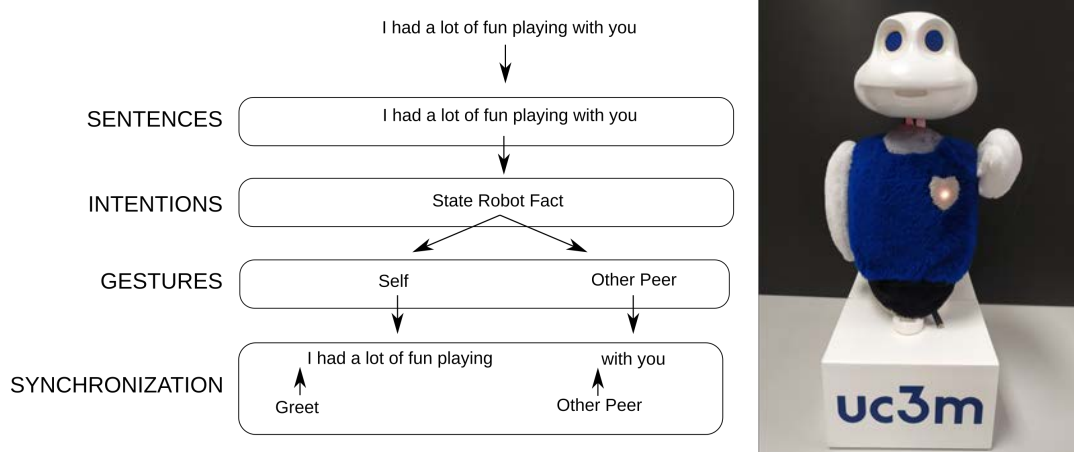 I had a lot of fun playing with you
SENTENCES
I had a lot of fun playing with you
INTENTIONS
State Robot Fact
GESTURES
Self
Other Peer
SYNCHRONIZATION
I had a lot of fun playing
with you
Greet
Other Peer
uc3m